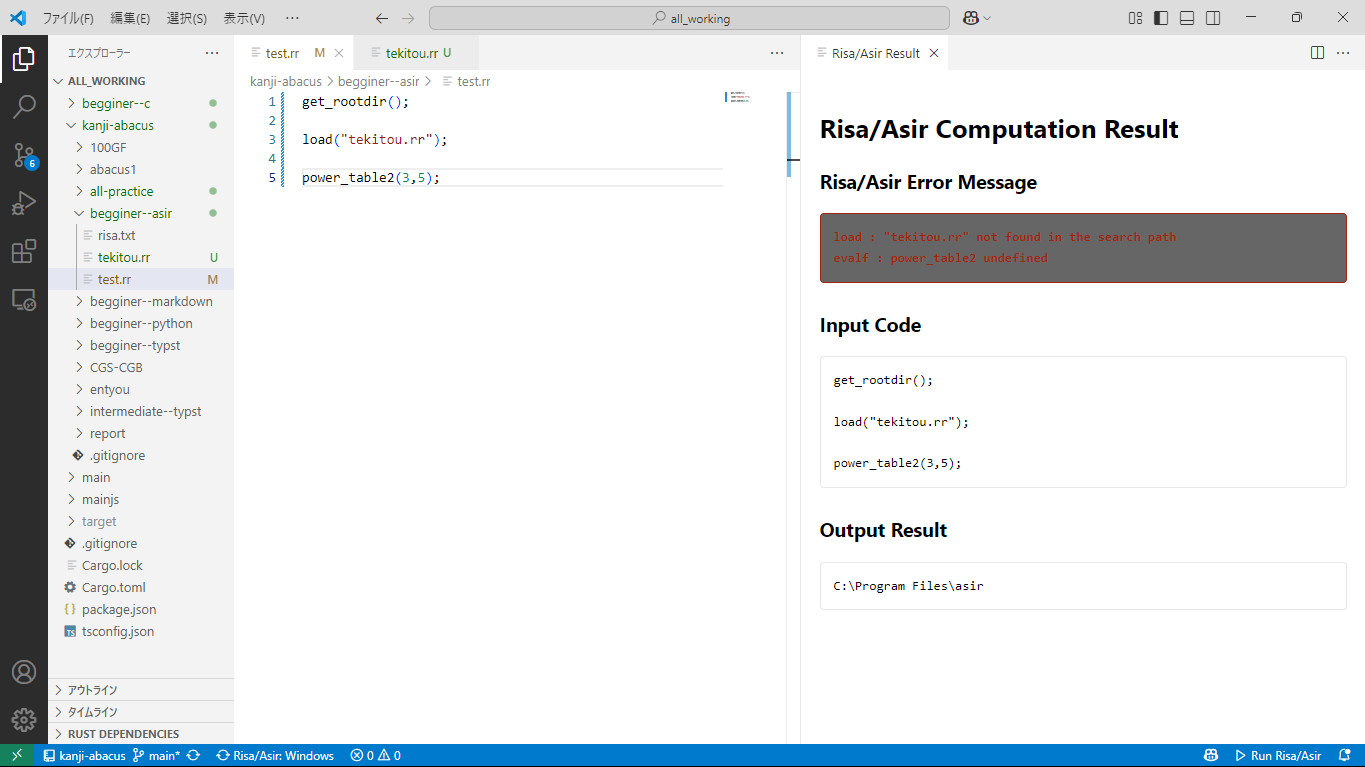 ファイル(F) 編集(E) 選択(S) 表示(V) ⋯ ← → all_working
エクスプローラー ⋯
ALL_WORKING
begginer--c
kanji-abacus
100GF
abacus1
all-practice
begginer--asir
risa.txt
tekitou.rr U
test.rr M
begginer--markdown
begginer--python
begginer--typst
CGS-CGB
entyou
intermediate--typst
report
.gitignore
main
mainjs
target
.gitignore
Cargo.lock
Cargo.toml
package.json
tsconfig.json
アウトライン
タイムライン
RUST DEPENDENCIES
6
test.rr M tekitou.rr U
kanji-abacus > begginer--asir > test.rr
1 get_rootdir();
2
3 load("tekitou.rr");
4
5 power_table2(3,5);
Risa/Asir Result
Risa/Asir Computation Result
Risa/Asir Error Message
load : "tekitou.rr" not found in the search path
evalf : power_table2 undefined
Input Code
get_rootdir();
load("tekitou.rr");
power_table2(3,5);
Output Result
C:\Program Files\asir
kanji-abacus main* Risa/Asir: Windows 0 0 Run Risa/Asir